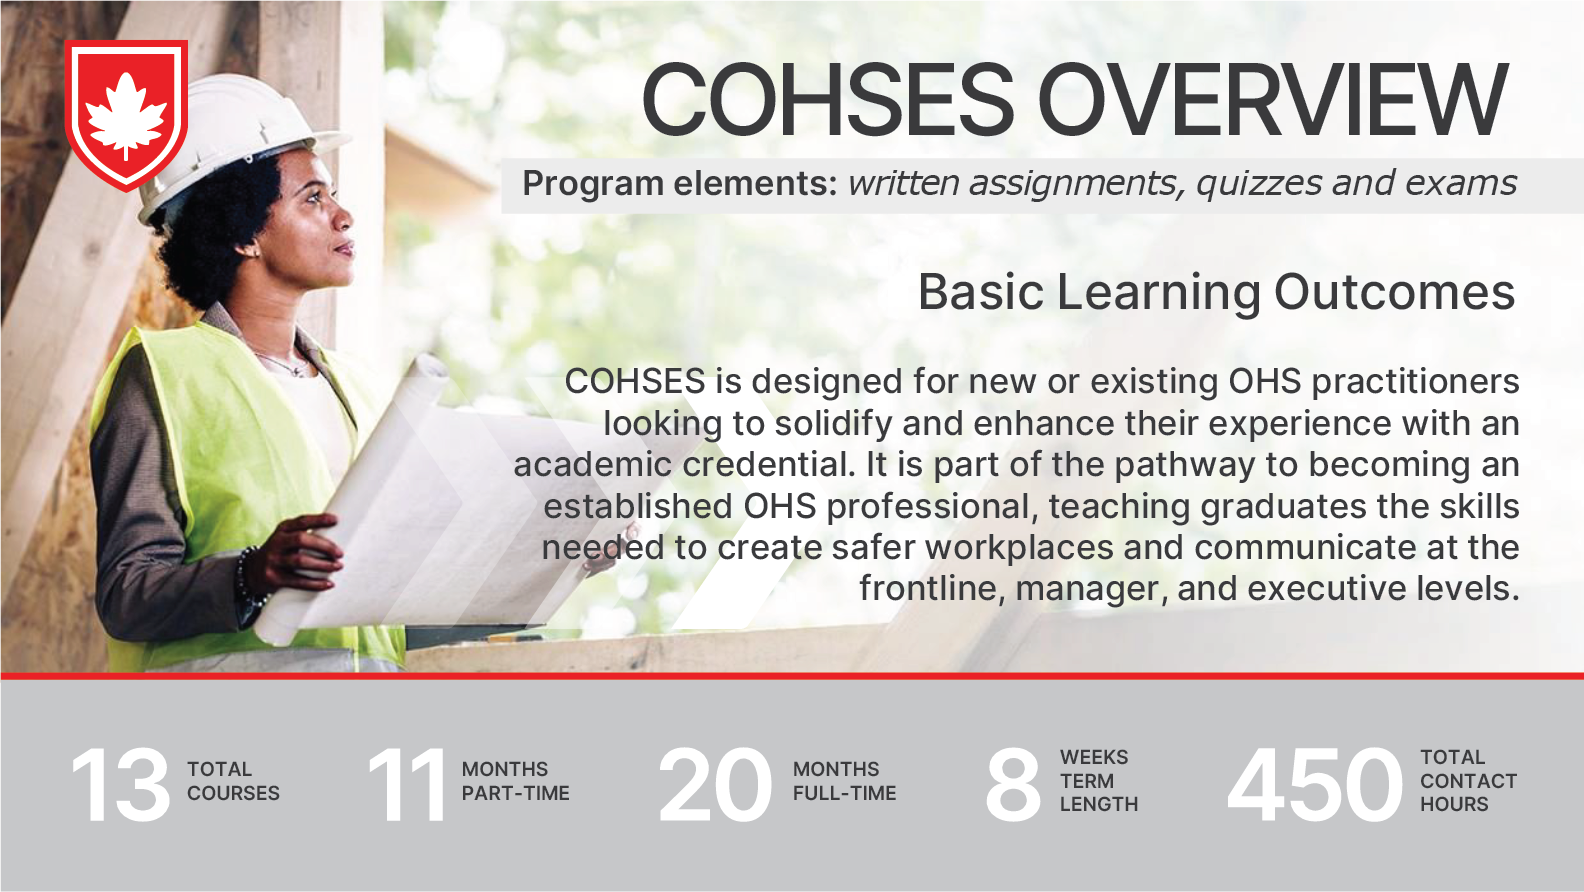 COHSES OVERVIEW
Program elements: written assignments, quizzes and exams
Basic Learning Outcomes
COHSES is designed for new or existing OHS practitioners
looking to solidify and enhance their experience with an
academic credential. It is part of the pathway to becoming an
established OHS professional, teaching graduates the skills
needed to create safer workplaces and communicate at the
frontline, manager, and executive levels.
13 TOTAL
COURSES
11 MONTHS
PART-TIME
20 MONTHS
FULL-TIME
8 WEEKS
TERM
LENGTH
450 TOTAL
CONTACT
HOURS